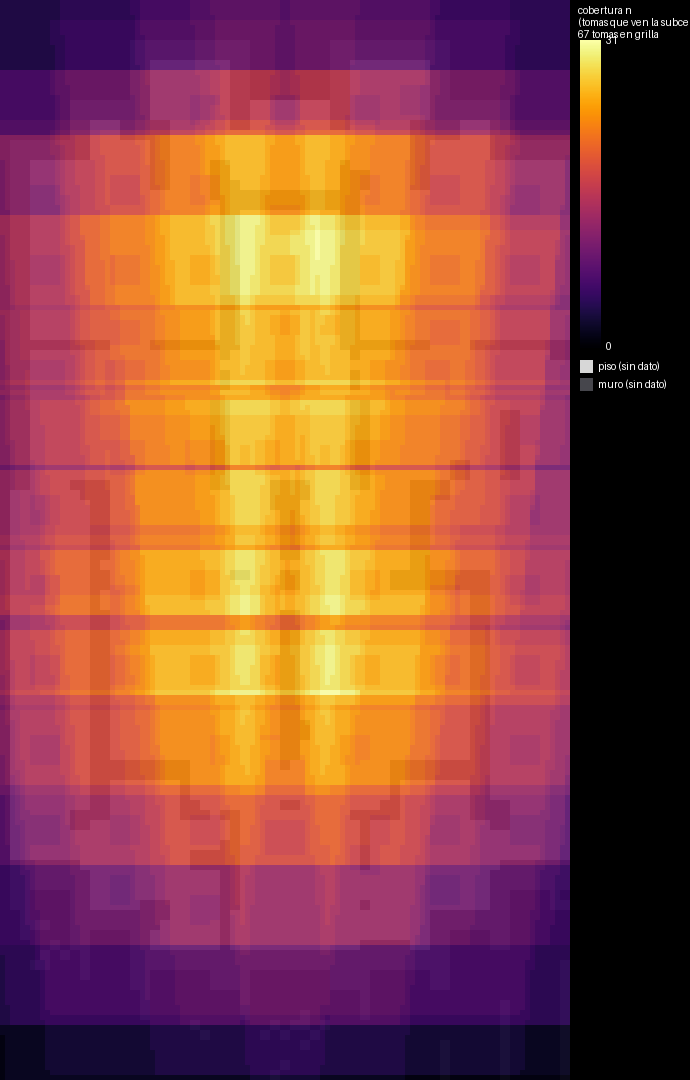 cobertura n
(tomas que ven la subce
67 tomas en grilla
31
0
piso (sin dato)
muro (sin dato)